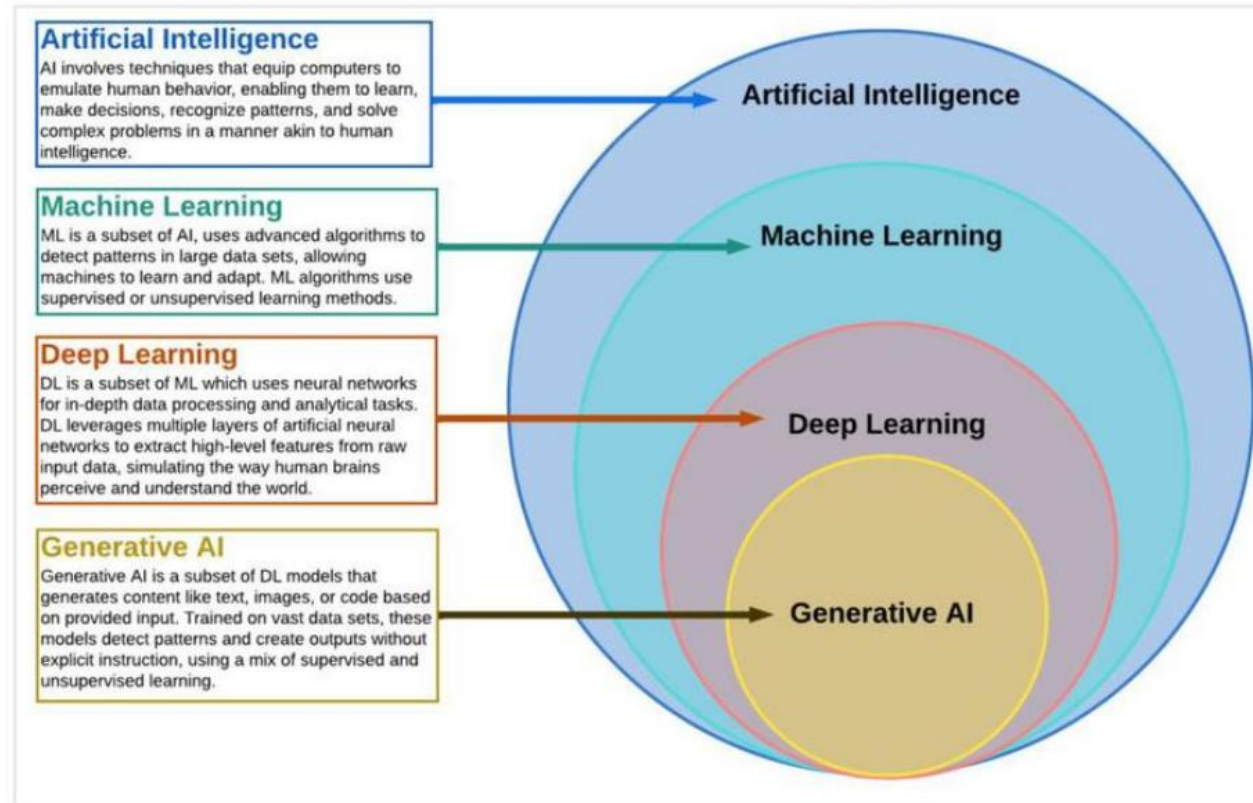 Artificial Intelligence
AI involves techniques that equip computers to
emulate human behavior, enabling them to learn,
make decisions, recognize patterns, and solve
complex problems in a manner akin to human
intelligence.
Machine Learning
ML is a subset of AI, uses advanced algorithms to
detect patterns in large data sets, allowing
machines to learn and adapt. ML algorithms use
supervised or unsupervised learning methods.
Deep Learning
DL is a subset of ML which uses neural networks
for in-depth data processing and analytical tasks.
DL leverages multiple layers of artificial neural
networks to extract high-level features from raw
input data, simulating the way human brains
perceive and understand the world.
Generative AI
Generative AI is a subset of DL models that
generates content like text, images, or code based
on provided input. Trained on vast data sets, these
models detect patterns and create outputs without
explicit instruction, using a mix of supervised and
unsupervised learning.
Artificial Intelligence
Machine Learning
Deep Learning
Generative AI